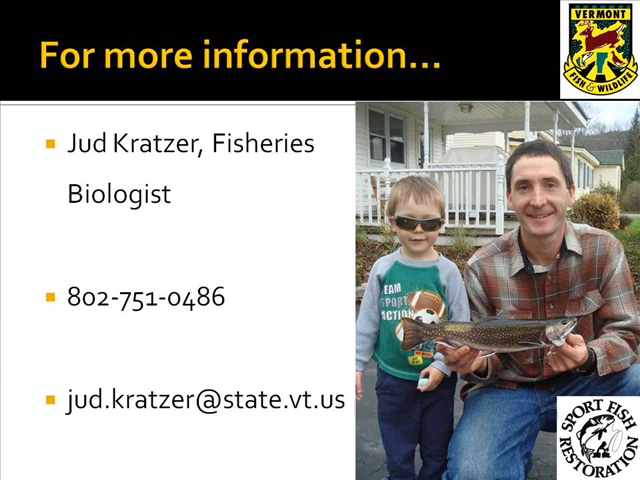 For more information...
VERMONT
FISH & WILDLIFE
Jud Kratzer, Fisheries
Biologist
802-751-0486
jud.kratzer@state.vt.us
TEAM
SPORT
ACTION
SPORT FISH
RESTORATION